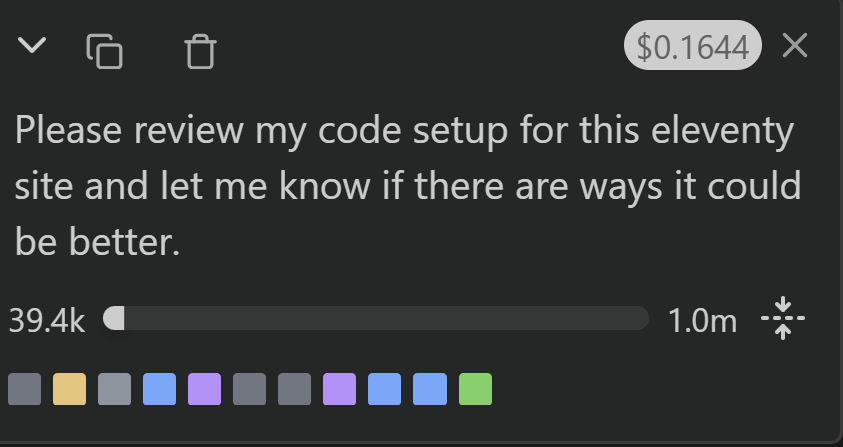 $0.1644
Please review my code setup for this eleventy
site and let me know if there are ways it could
be better.
39.4k 1.0m